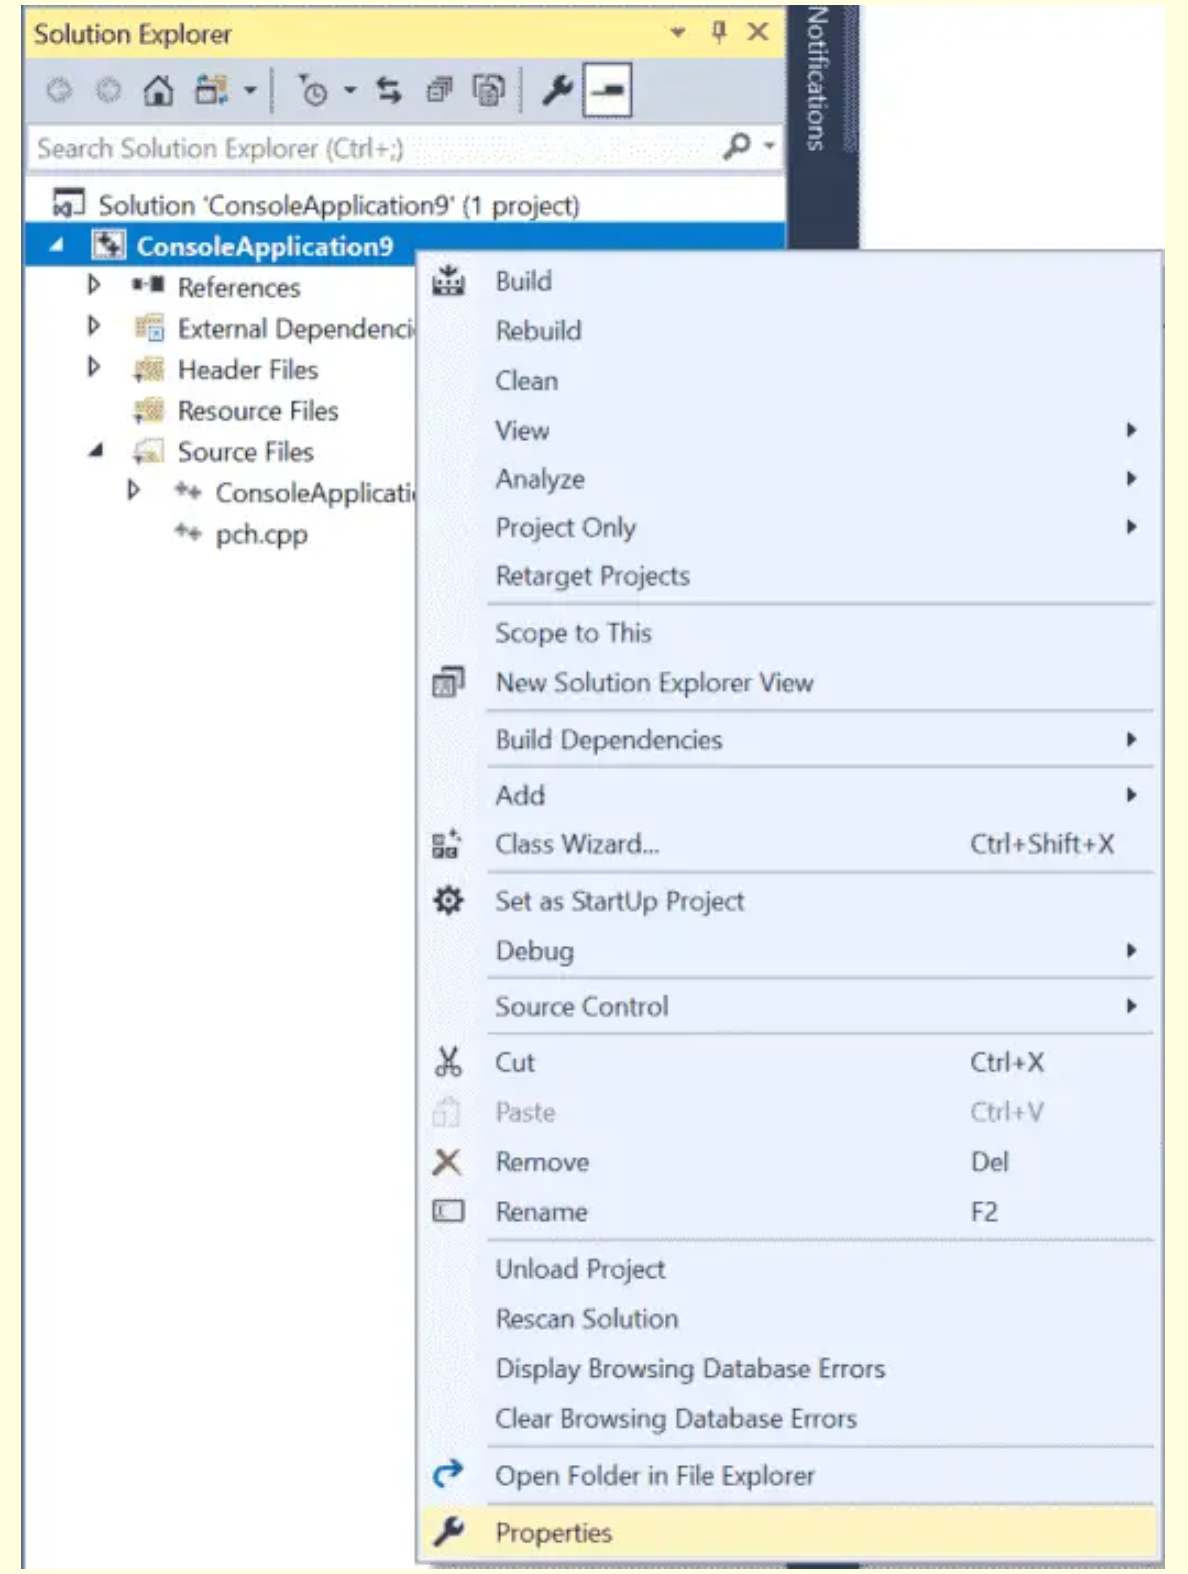 Solution Explorer
Notifications
Search Solution Explorer (Ctrl+;)
Solution 'ConsoleApplication9' (1 project)
ConsoleApplication9
References
External Dependenci
Header Files
Resource Files
Source Files
ConsoleApplicati
pch.cpp
Build
Rebuild
Clean
View
Analyze
Project Only
Retarget Projects
Scope to This
New Solution Explorer View
Build Dependencies
Add
Class Wizard... Ctrl+Shift+X
Set as StartUp Project
Debug
Source Control
Cut Ctrl+X
Paste Ctrl+V
Remove Del
Rename F2
Unload Project
Rescan Solution
Display Browsing Database Errors
Clear Browsing Database Errors
Open Folder in File Explorer
Properties